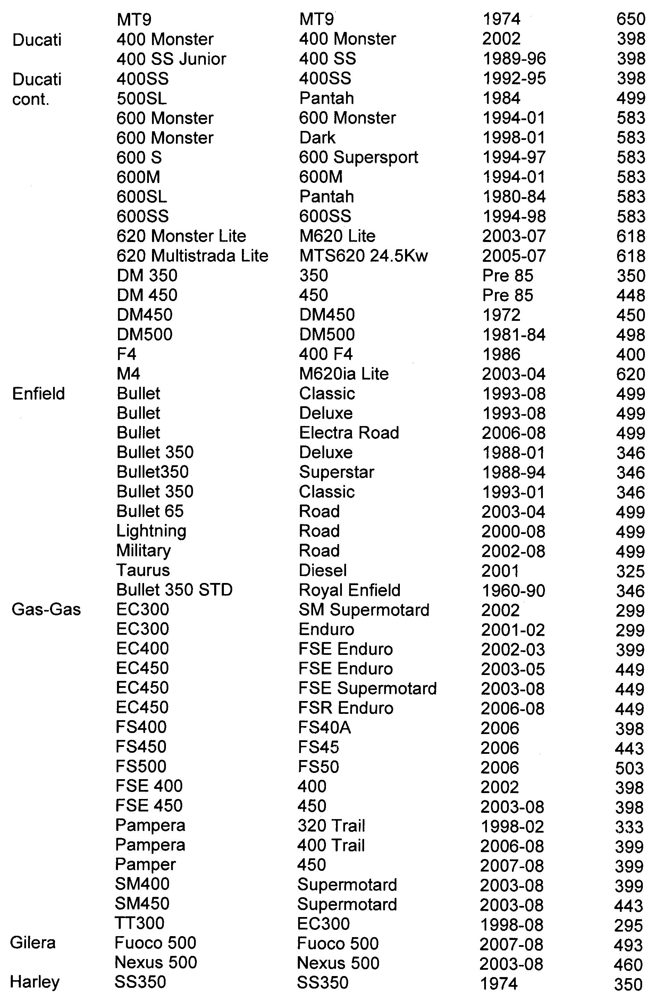 MT9 MT9 1974 650
Ducati 400 Monster 400 Monster 2002 398
400 SS Junior 400 SS 1989-96 398
Ducati 400SS 400SS 1992-95 398
cont. 500SL Pantah 1984 499
600 Monster 600 Monster 1994-01 583
600 Monster Dark 1998-01 583
600 S 600 Supersport 1994-97 583
600M 600M 1994-01 583
600SL Pantah 1980-84 583
600SS 600SS 1994-98 583
620 Monster Lite M620 Lite 2003-07 618
620 Multistrada Lite MTS620 24.5Kw 2005-07 618
DM 350 350 Pre 85 350
DM 450 450 Pre 85 448
DM450 DM450 1972 450
DM500 DM500 1981-84 498
F4 400 F4 1986 400
M4 M620ia Lite 2003-04 620
Enfield Bullet Classic 1993-08 499
Bullet Deluxe 1993-08 499
Bullet Electra Road 2006-08 499
Bullet 350 Deluxe 1988-01 346
Bullet350 Superstar 1988-94 346
Bullet 350 Classic 1993-01 346
Bullet 65 Road 2003-04 499
Lightning Road 2000-08 499
Military Road 2002-08 499
Taurus Diesel 2001 325
Bullet 350 STD Royal Enfield 1960-90 346
Gas-Gas EC300 SM Supermotard 2002 299
EC300 Enduro 2001-02 299
EC400 FSE Enduro 2002-03 399
EC450 FSE Enduro 2003-05 449
EC450 FSE Supermotard 2003-08 449
EC450 FSR Enduro 2006-08 449
FS400 FS40A 2006 398
FS450 FS45 2006 443
FS500 FS50 2006 503
FSE 400 400 2002 398
FSE 450 450 2003-08 398
Pampera 320 Trail 1998-02 333
Pampera 400 Trail 2006-08 399
Pamper 450 2007-08 399
SM400 Supermotard 2003-08 399
SM450 Supermotard 2003-08 443
TT300 EC300 1998-08 295
Gilera Fuoco 500 Fuoco 500 2007-08 493
Nexus 500 Nexus 500 2003-08 460
Harley SS350 SS350 1974 350